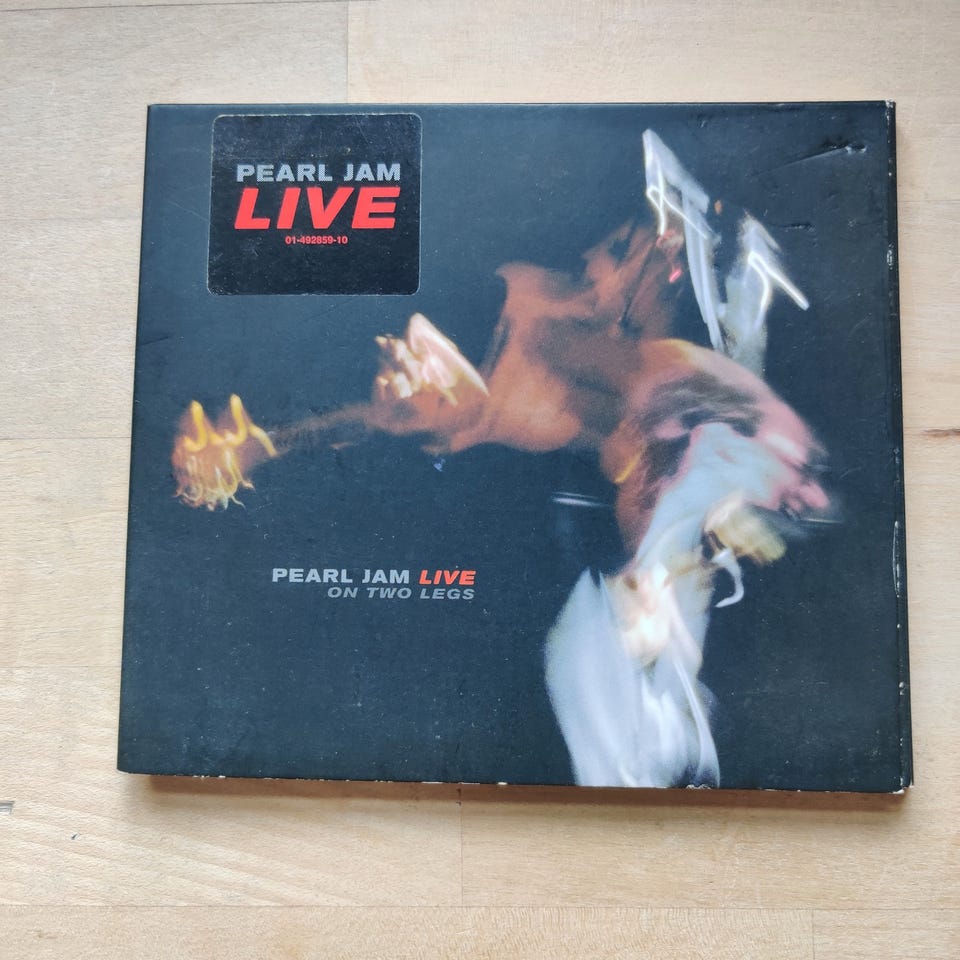 PEARL JAM
LIVE
01-492859-10
PEARL JAM LIVE
ON TWO LEGS